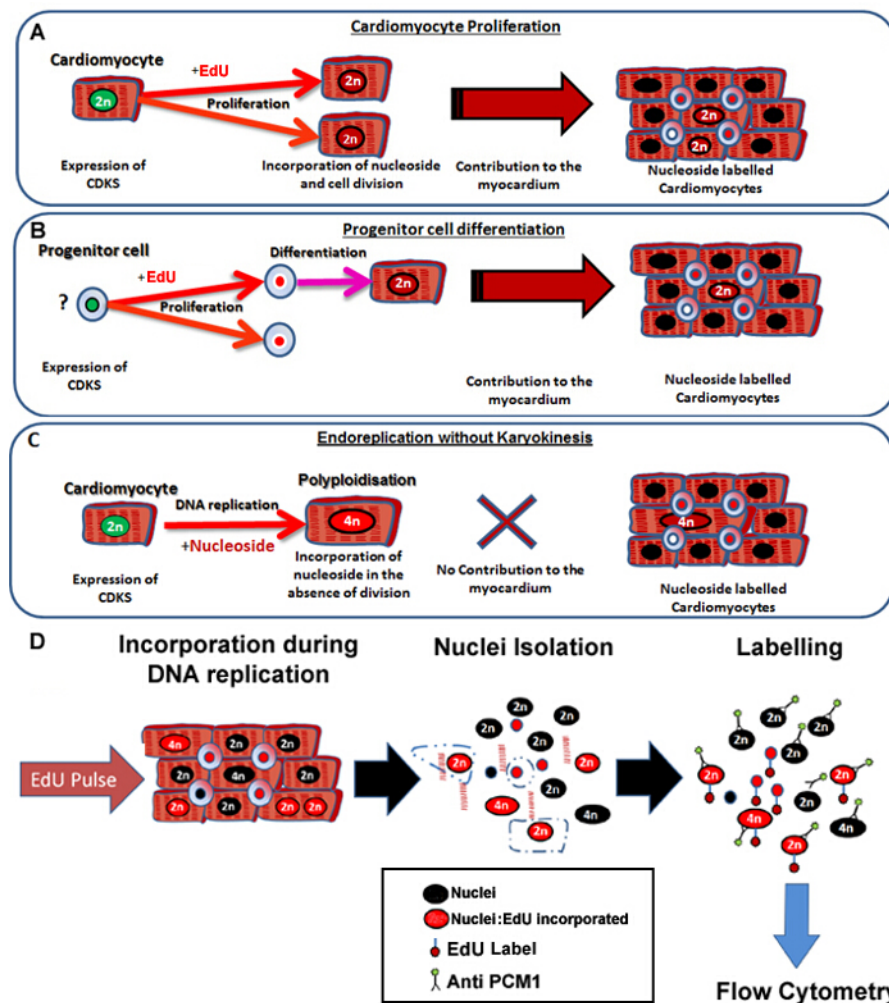 A
Cardiomyocyte Proliferation
Cardiomyocyte
+EdU
2n
2n
Proliferation
2n
2n
2n
Expression of
CDKS
Incorporation of nucleoside
and cell division
Contribution to the
myocardium
Nucleoside labelled
Cardiomyocytes
B
Progenitor cell differentiation
Progenitor cell
+EdU
Differentiation
?
2n
Proliferation
2n
Expression of
CDKS
Contribution to the
myocardium
Nucleoside labelled
Cardiomyocytes
C
Endoreplication without Karyokinesis
Cardiomyocyte
Polyploidisation
DNA replication
2n
4n
4n
+Nucleoside
Expression of
CDKS
Incorporation of
nucleoside in the
absence of division
No Contribution to the
myocardium
Nucleoside labelled
Cardiomyocytes
D
Incorporation during
DNA replication
Nuclei Isolation
Labelling
EdU Pulse
4n 2n 2n
2n 4n 2n
2n 2n 2n 2n
2n
2n
2n
2n
2n
2n
4n
4n
2n
2n
2n
2n
2n
2n
2n
2n
4n
4n
2n
Nuclei
Nuclei:EdU incorporated
EdU Label
Anti PCM1
Flow Cytometry